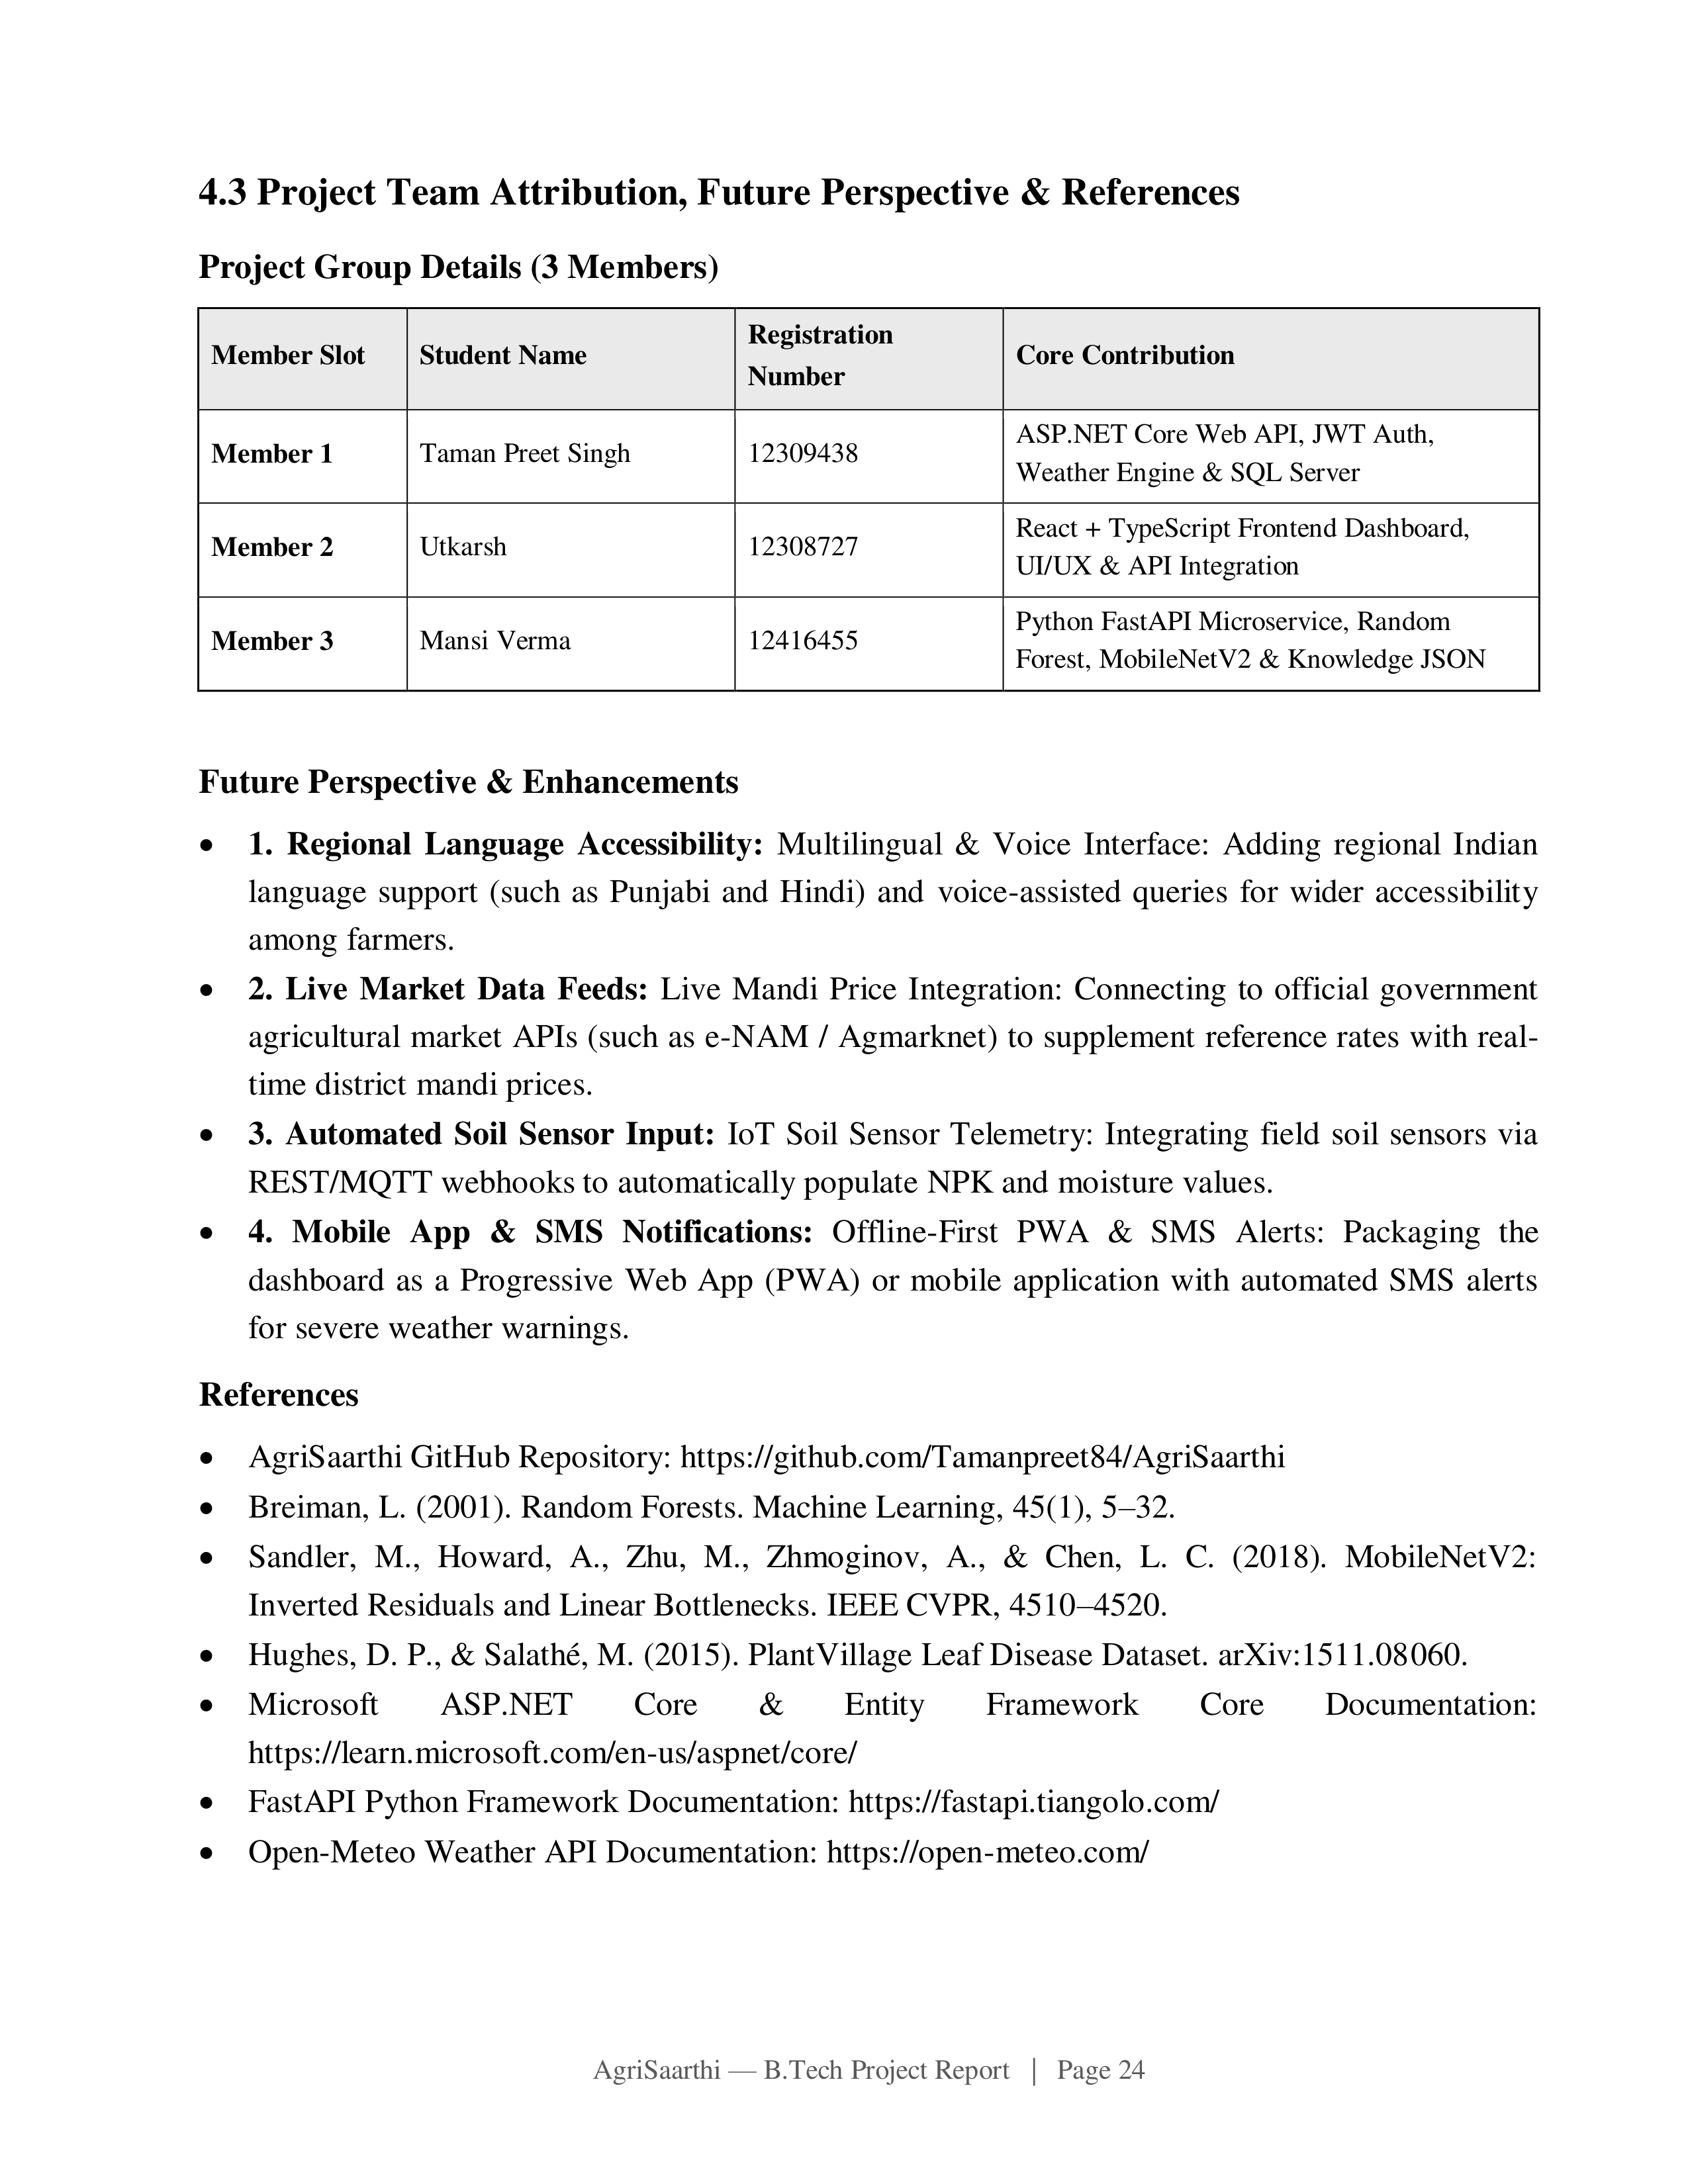 4.3 Project Team Attribution, Future Perspective & References
Project Group Details (3 Members)
Member Slot
Student Name
Registration
Number
Core Contribution
Member 1
Taman Preet Singh
12309438
ASP.NET Core Web API, JWT Auth,
Weather Engine & SQL Server
Member 2
Utkarsh
12308727
React + TypeScript Frontend Dashboard,
UI/UX & API Integration
Member 3
Mansi Verma
12416455
Python FastAPI Microservice, Random
Forest, MobileNetV2 & Knowledge JSON
Future Perspective & Enhancements
• 1. Regional Language Accessibility: Multilingual & Voice Interface: Adding regional Indian
language support (such as Punjabi and Hindi) and voice-assisted queries for wider accessibility
among farmers.
• 2. Live Market Data Feeds: Live Mandi Price Integration: Connecting to official government
agricultural market APIs (such as e-NAM / Agmarknet) to supplement reference rates with real-
time district mandi prices.
• 3. Automated Soil Sensor Input: IoT Soil Sensor Telemetry: Integrating field soil sensors via
REST/MQTT webhooks to automatically populate NPK and moisture values.
• 4. Mobile App & SMS Notifications: Offline-First PWA & SMS Alerts: Packaging the
dashboard as a Progressive Web App (PWA) or mobile application with automated SMS alerts
for severe weather warnings.
References
• AgriSaarthi GitHub Repository: https://github.com/Tamanpreet84/AgriSaarthi
• Breiman, L. (2001). Random Forests. Machine Learning, 45(1), 5–32.
• Sandler, M., Howard, A., Zhu, M., Zhmoginov, A., & Chen, L. C. (2018). MobileNetV2:
Inverted Residuals and Linear Bottlenecks. IEEE CVPR, 4510–4520.
• Hughes, D. P., & Salathé, M. (2015). PlantVillage Leaf Disease Dataset. arXiv:1511.08060.
• Microsoft ASP.NET Core & Entity Framework Core Documentation:
https://learn.microsoft.com/en-us/aspnet/core/
• FastAPI Python Framework Documentation: https://fastapi.tiangolo.com/
• Open-Meteo Weather API Documentation: https://open-meteo.com/
AgriSaarthi — B.Tech Project Report | Page 24